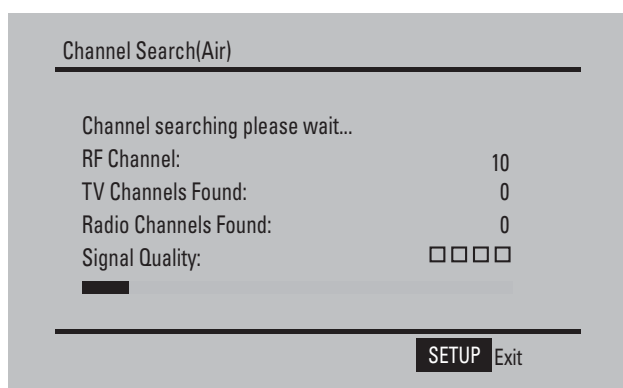 Channel Search(Air)
Channel searching please wait...
RF Channel: 10
TV Channels Found: 0
Radio Channels Found: 0
Signal Quality: □□□□
SETUP Exit